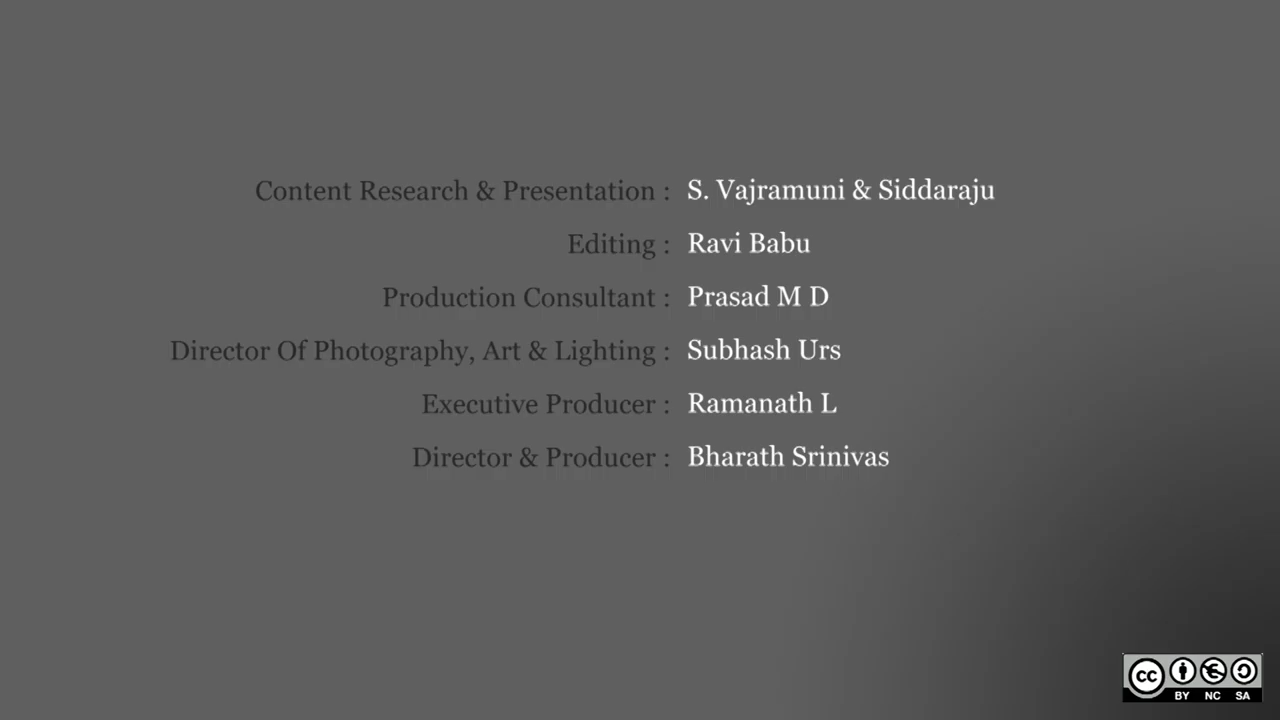 Content Research & Presentation : S. Vajramuni & Siddaraju
Editing : Ravi Babu
Production Consultant : Prasad M D
Director Of Photography, Art & Lighting : Subhash Urs
Executive Producer : Ramanath L
Director & Producer : Bharath Srinivas
cc BY NC SA